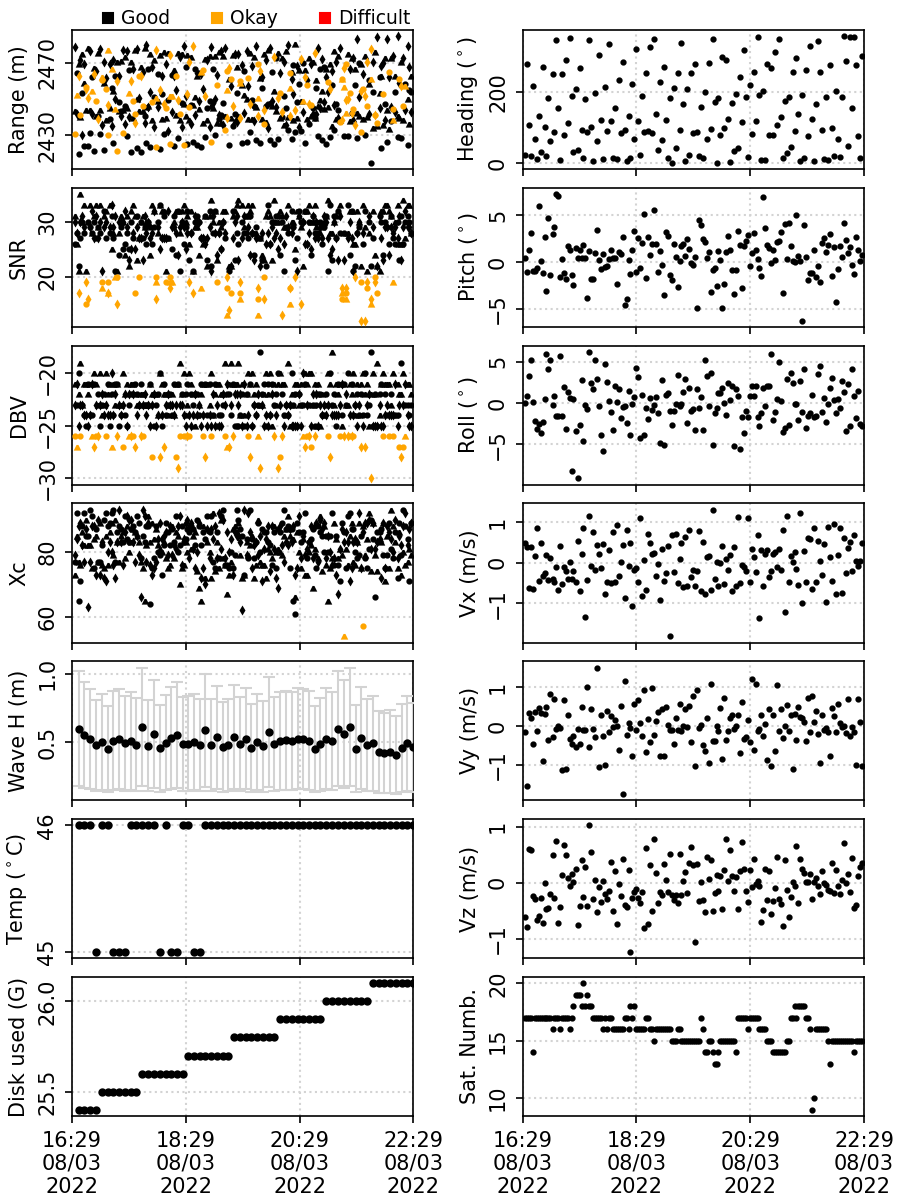 Good Okay Difficult
Range (m)
2470
2430
Heading (°)
200
0
SNR
30
20
Pitch (°)
5
0
−5
DBV
−20
−25
−30
Roll (°)
5
0
−5
Xc
80
60
Vx (m/s)
1
0
−1
Wave H (m)
1.0
0.5
Vy (m/s)
1
0
−1
Temp (°C)
46
45
Vz (m/s)
1
0
−1
Disk used (G)
26.0
25.5
Sat. Numb.
20
15
10
16:29 18:29 20:29 22:29 16:29 18:29 20:29 22:29
08/03 08/03 08/03 08/03 08/03 08/03 08/03 08/03
2022 2022 2022 2022 2022 2022 2022 2022